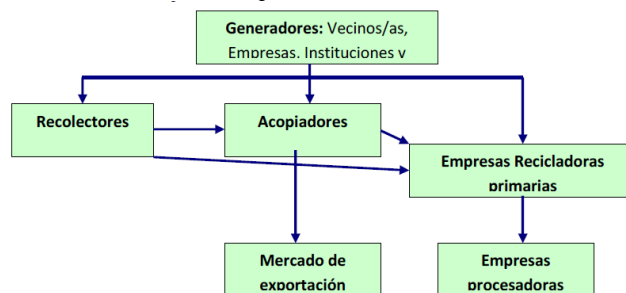 Generadores: Vecinos/as,
Empresas. Instituciones y
Recolectores
Acopiadores
Empresas Recicladoras
primarias
Mercado de
exportación
Empresas
procesadoras